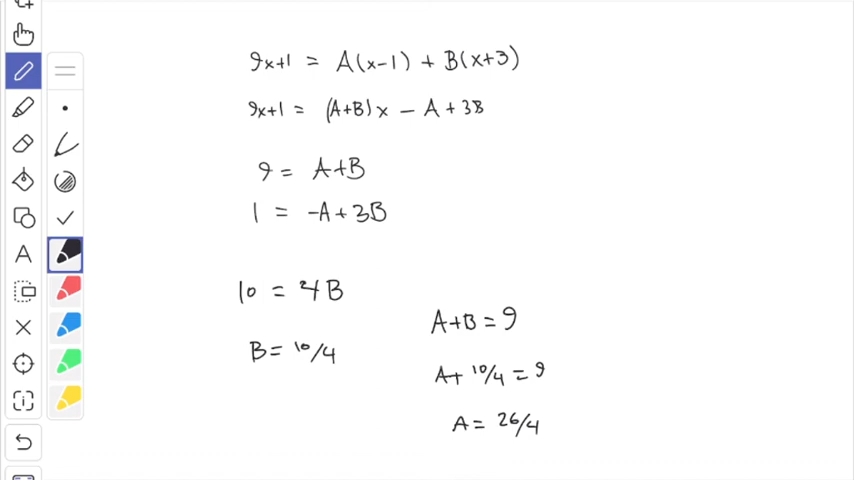 9x+1 = A(x-1) + B(x+3)
9x+1 = (A+B)x - A + 3B
9 = A+B
1 = -A+3B
10 = 4B
B = 10/4
A+B = 9
A+ 10/4 = 9
A = 26/4
A